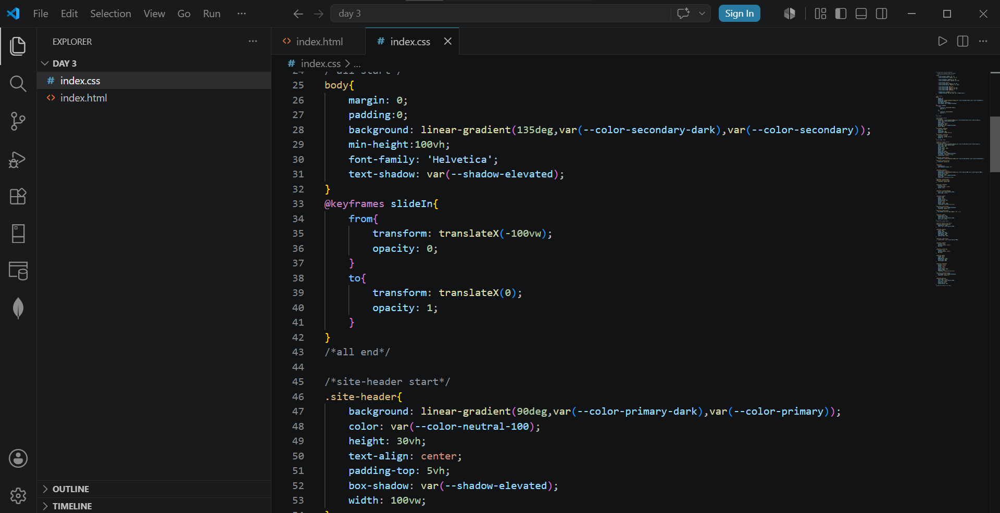 File Edit Selection View Go Run ···
day 3
Sign In
EXPLORER
DAY 3
# index.css
<> index.html
OUTLINE
TIMELINE
<> index.html
# index.css
# index.css > ...
24 /*all start*/
25 body{
26 margin: 0;
27 padding:0;
28 background: linear-gradient(135deg,var(--color-secondary-dark),var(--color-secondary));
29 min-height:100vh;
30 font-family: 'Helvetica';
31 text-shadow: var(--shadow-elevated);
32 }
33 @keyframes slideIn{
34 from{
35 transform: translateX(-100vw);
36 opacity: 0;
37 }
38 to{
39 transform: translateX(0);
40 opacity: 1;
41 }
42 }
43 /*all end*/
44
45 /*site-header start*/
46 .site-header{
47 background: linear-gradient(90deg,var(--color-primary-dark),var(--color-primary));
48 color: var(--color-neutral-100);
49 height: 30vh;
50 text-align: center;
51 padding-top: 5vh;
52 box-shadow: var(--shadow-elevated);
53 width: 100vw;